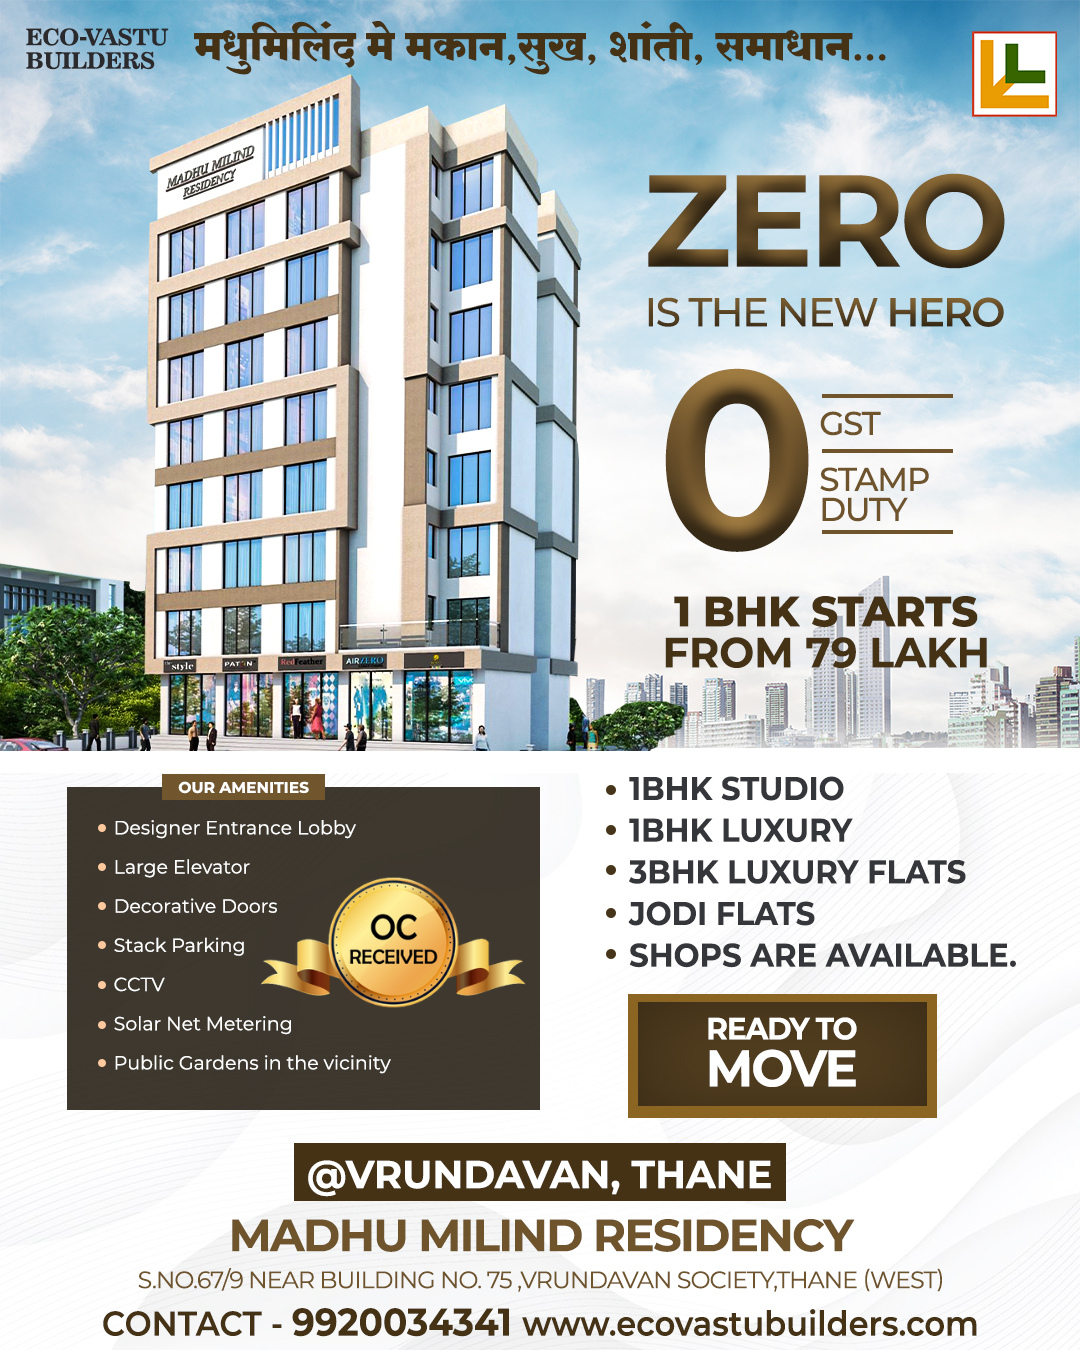 ECO-VASTU
BUILDERS
मधुमिलिंद मे मकान,सुख, शांती, समाधान...
MADHU MILIND
RESIDENCY
ZERO
IS THE NEW HERO
0
GST
STAMP
DUTY
1 BHK STARTS
FROM 79 LAKH
style
RedFeather
AIRZERO
OUR AMENITIES
• Designer Entrance Lobby
• Large Elevator
• Decorative Doors
• Stack Parking
• CCTV
• Solar Net Metering
• Public Gardens in the vicinity
OC
RECEIVED
• 1BHK STUDIO
• 1BHK LUXURY
• 3BHK LUXURY FLATS
• JODI FLATS
• SHOPS ARE AVAILABLE.
READY TO
MOVE
@VRUNDAVAN, THANE
MADHU MILIND RESIDENCY
S.NO.67/9 NEAR BUILDING NO. 75 ,VRUNDAVAN SOCIETY,THANE (WEST)
CONTACT - 9920034341 www.ecovastubuilders.com